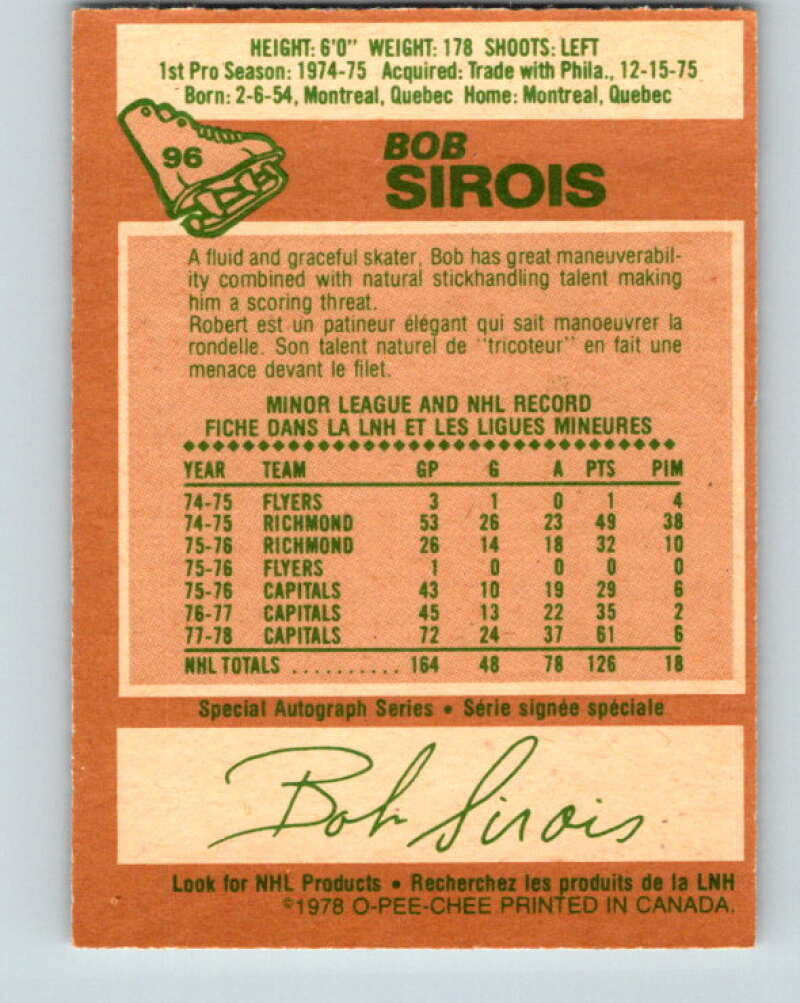 HEIGHT: 6'0" WEIGHT: 178 SHOOTS: LEFT
1st Pro Season: 1974-75 Acquired: Trade with Phila., 12-15-75
Born: 2-6-54, Montreal, Quebec Home: Montreal, Quebec
96
BOB
SIROIS
A fluid and graceful skater, Bob has great maneuverabil-
ity combined with natural stickhandling talent making
him a scoring threat.
Robert est un patineur élégant qui sait manoeuvrer la
rondelle. Son talent naturel de "tricoteur" en fait une
menace devant le filet.
MINOR LEAGUE AND NHL RECORD
FICHE DANS LA LNH ET LES LIGUES MINEURES
YEAR TEAM GP G A PTS PIM
74-75 FLYERS 3 1 0 1 4
74-75 RICHMOND 53 26 23 49 38
75-76 RICHMOND 26 14 18 32 10
75-76 FLYERS 1 0 0 0 0
75-76 CAPITALS 43 10 19 29 6
76-77 CAPITALS 45 13 22 35 2
77-78 CAPITALS 72 24 37 61 6
NHL TOTALS .......... 164 48 78 126 18
Special Autograph Series • Série signée spéciale
Bob Sirois
Look for NHL Products • Recherchez les produits de la LNH
©1978 O-PEE-CHEE PRINTED IN CANADA.